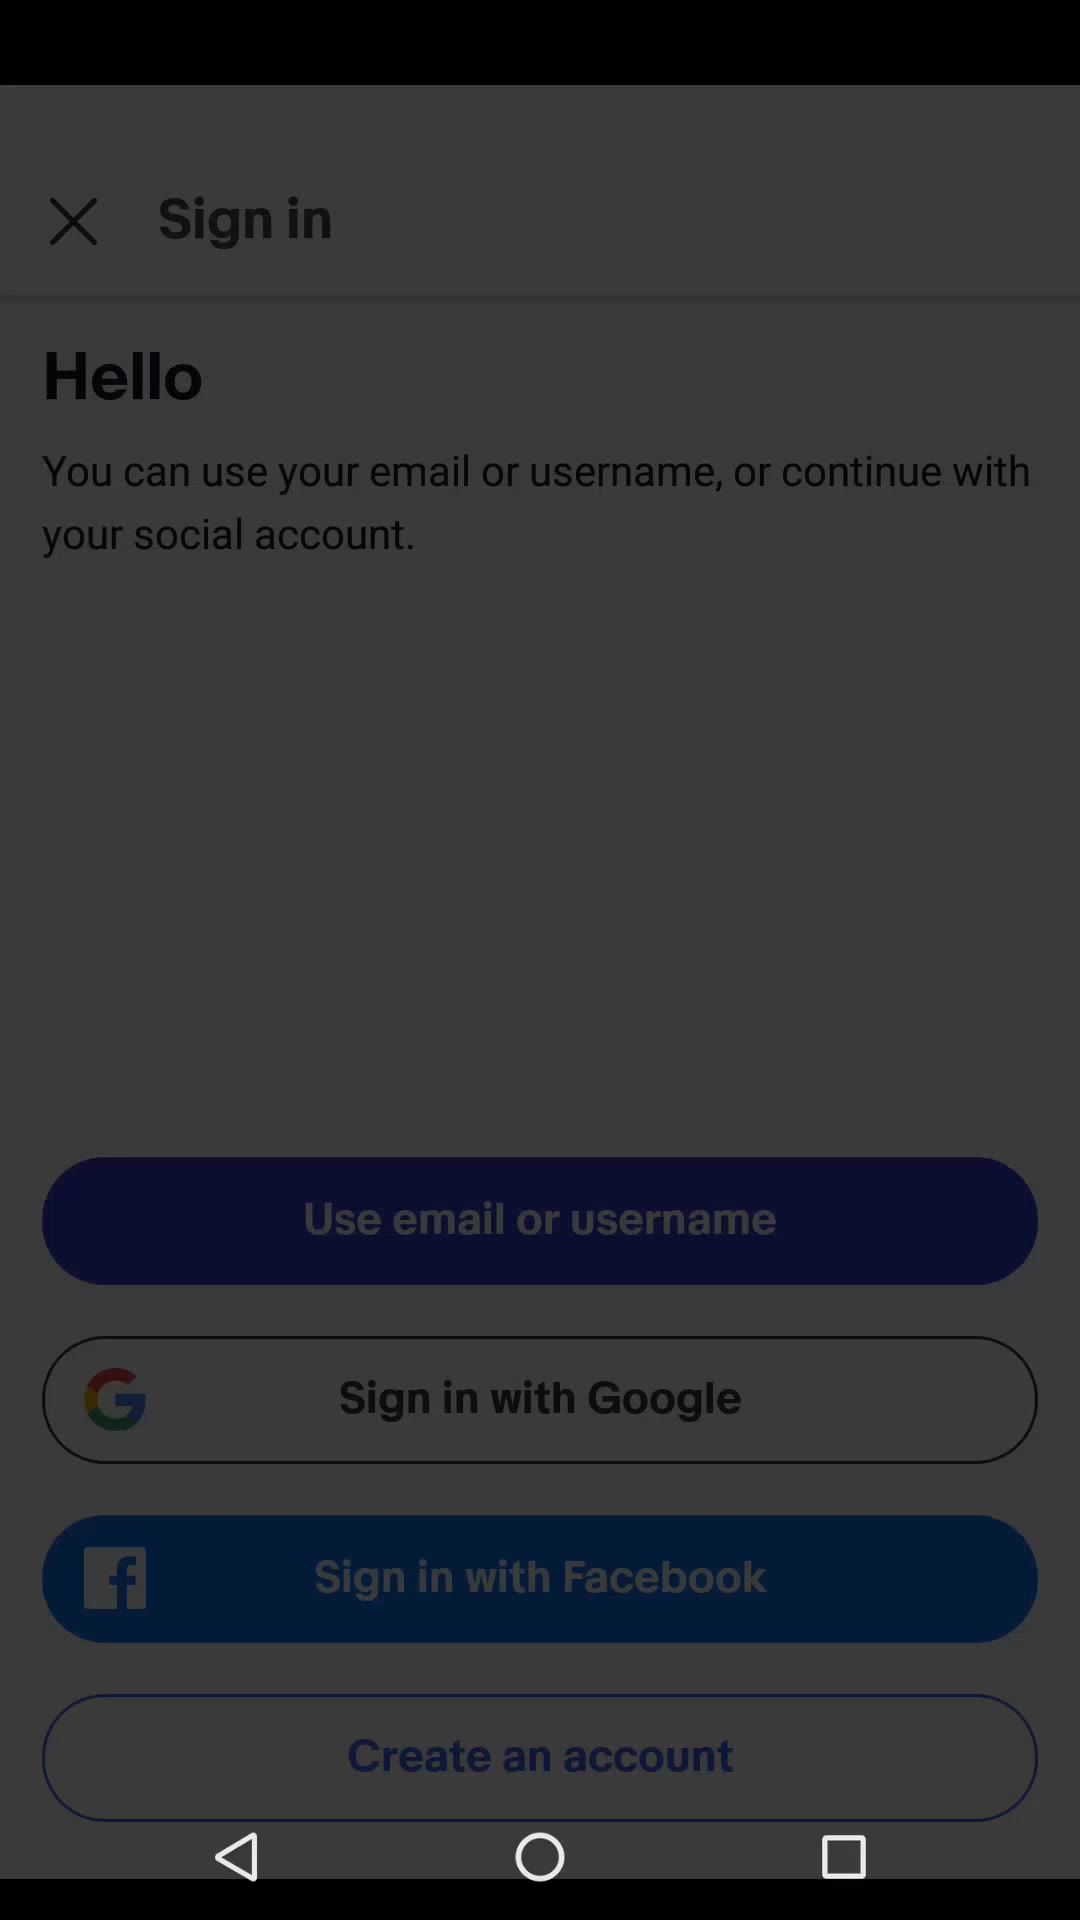 Sign in
Hello
You can use your email or username, or continue with
your social account.
Use email or username
Sign in with Google
Sign in with Facebook
Create an account